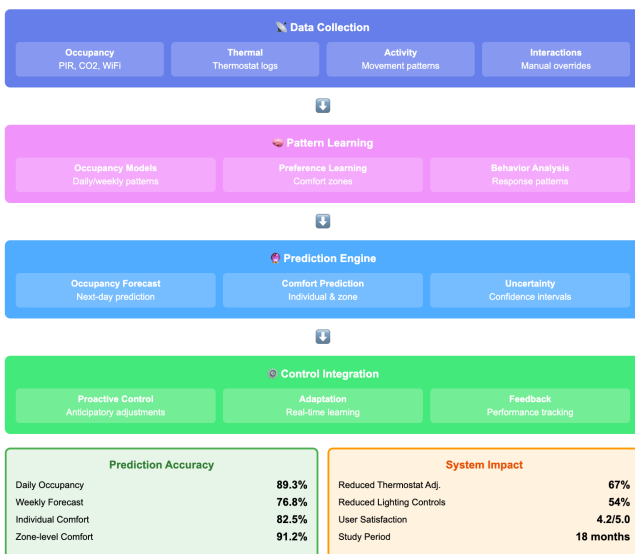 Data Collection
Occupancy Thermal Activity Interactions
PIR, CO2, WiFi Thermostat logs Movement patterns Manual overrides
Pattern Learning
Occupancy Models Preference Learning Behavior Analysis
Daily/weekly patterns Comfort zones Response patterns
Prediction Engine
Occupancy Forecast Comfort Prediction Uncertainty
Next-day prediction Individual & zone Confidence intervals
Control Integration
Proactive Control Adaptation Feedback
Anticipatory adjustments Real-time learning Performance tracking
Prediction Accuracy
Daily Occupancy 89.3%
Weekly Forecast 76.8%
Individual Comfort 82.5%
Zone-level Comfort 91.2%
System Impact
Reduced Thermostat Adj. 67%
Reduced Lighting Controls 54%
User Satisfaction 4.2/5.0
Study Period 18 months